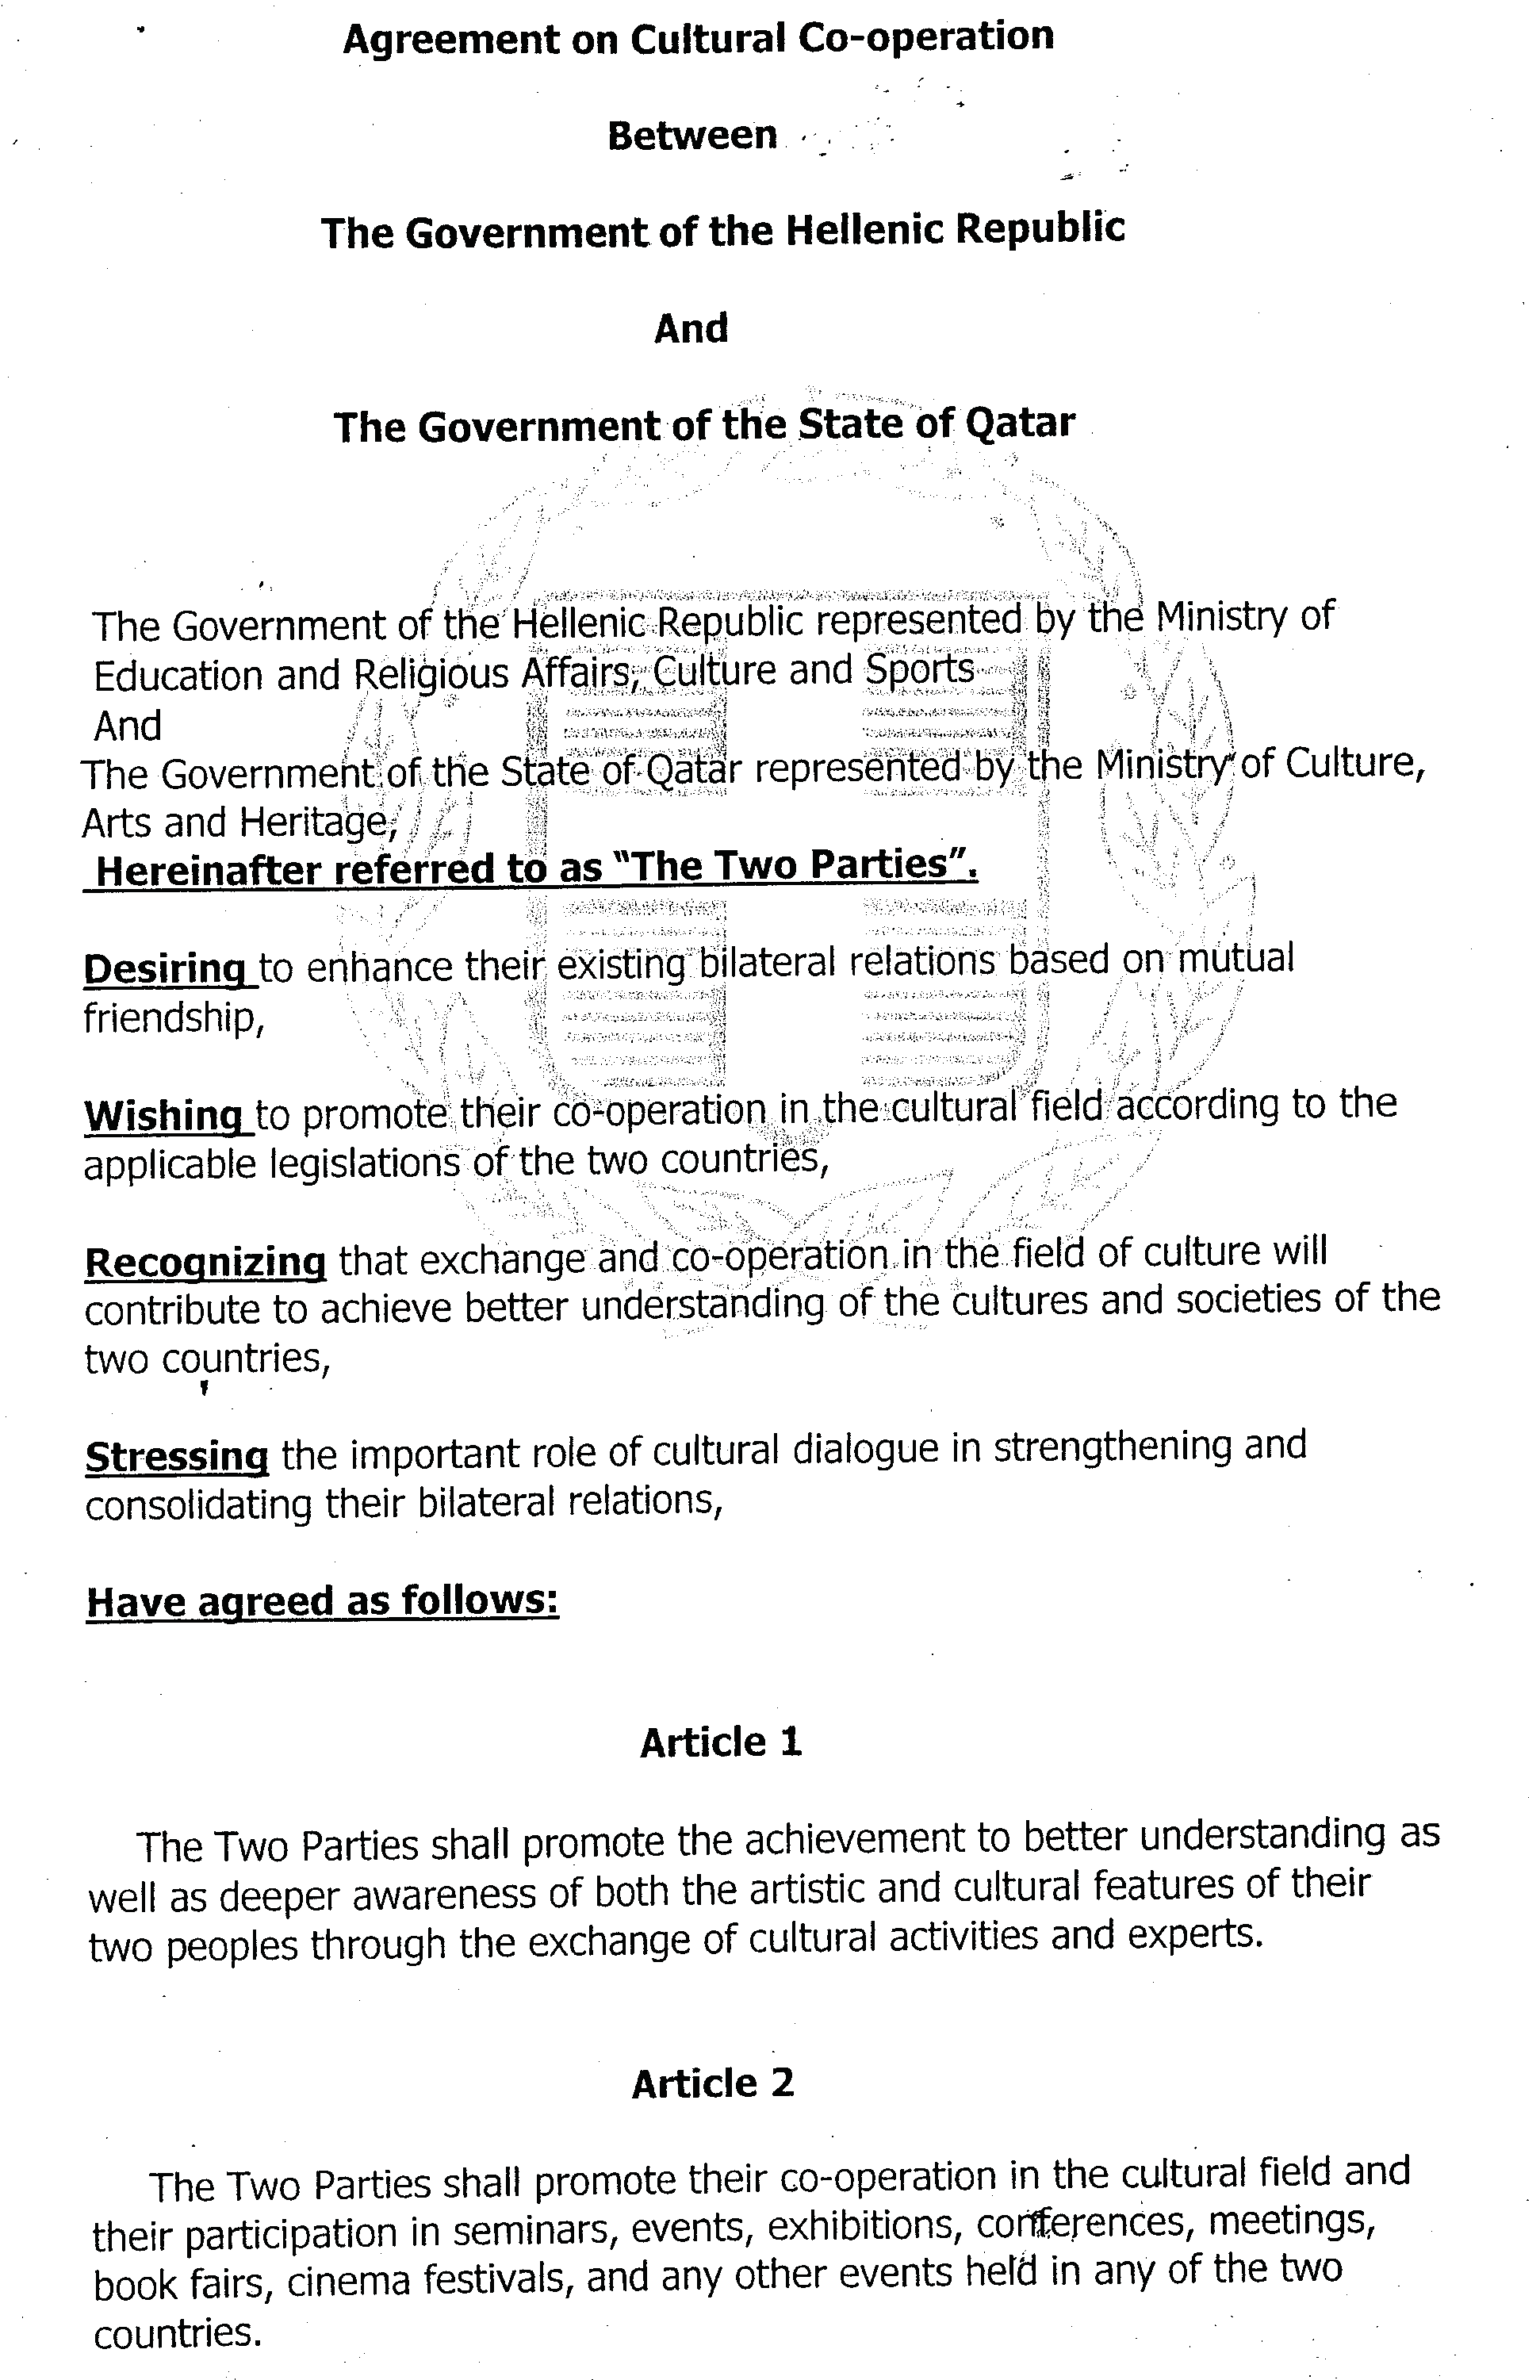 Agreement on Cultural Co-operation
Between
The Government of the Hellenic Republic
And
The Government of the State of Qatar
The Government of the Hellenic Republic represented by the Ministry of
Education and Religious Affairs, Culture and Sports
And
The Government of the State of Qatar represented by the Ministry of Culture,
Arts and Heritage,
Hereinafter referred to as "The Two Parties".
Desiring to enhance their existing bilateral relations based on mutual
friendship,
Wishing to promote their co-operation in the cultural field according to the
applicable legislations of the two countries,
Recognizing that exchange and co-operation in the field of culture will
contribute to achieve better understanding of the cultures and societies of the
two countries,
Stressing the important role of cultural dialogue in strengthening and
consolidating their bilateral relations,
Have agreed as follows:
Article 1
The Two Parties shall promote the achievement to better understanding as
well as deeper awareness of both the artistic and cultural features of their
two peoples through the exchange of cultural activities and experts.
Article 2
The Two Parties shall promote their co-operation in the cultural field and
their participation in seminars, events, exhibitions, conferences, meetings,
book fairs, cinema festivals, and any other events held in any of the two
countries.